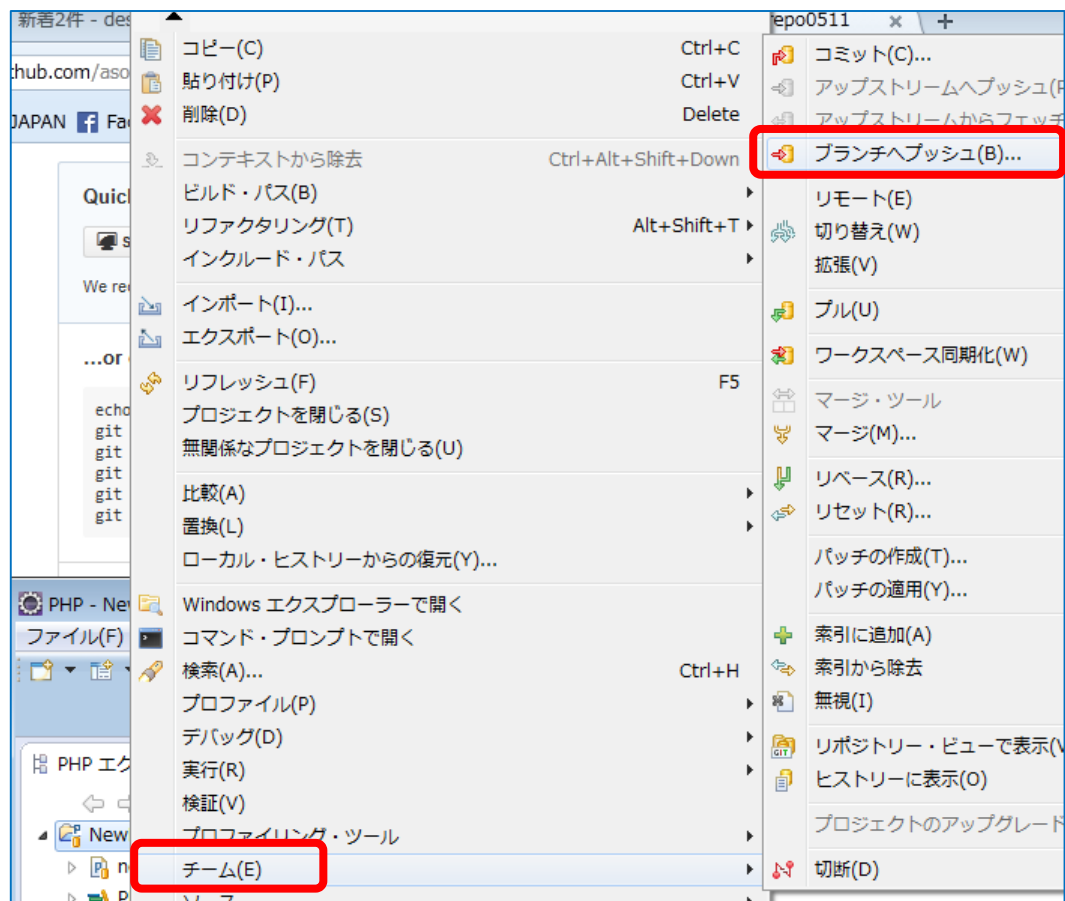 新着2件 - des
repo0511 × +
thub.com/aso
JAPAN Fa
Quic
s
We re
...or
echo
git
git
git
git
git
コピー(C) Ctrl+C
貼り付け(P) Ctrl+V
削除(D) Delete
コンテキストから除去 Ctrl+Alt+Shift+Down
ビルド・パス(B)
リファクタリング(T) Alt+Shift+T
インクルード・パス
インポート(I)...
エクスポート(O)...
リフレッシュ(F) F5
プロジェクトを閉じる(S)
無関係なプロジェクトを閉じる(U)
比較(A)
置換(L)
ローカル・ヒストリーからの復元(Y)...
Windows エクスプローラーで開く
コマンド・プロンプトで開く
検索(A)... Ctrl+H
プロファイル(P)
デバッグ(D)
実行(R)
検証(V)
プロファイリング・ツール
チーム(E)
ソース
コミット(C)...
アップストリームへプッシュ(P
アップストリームからフェッチ
ブランチへプッシュ(B)...
リモート(E)
切り替え(W)
拡張(V)
プル(U)
ワークスペース同期化(W)
マージ・ツール
マージ(M)...
リベース(R)...
リセット(R)...
パッチの作成(T)...
パッチの適用(Y)...
索引に追加(A)
索引から除去
無視(I)
リポジトリー・ビューで表示(V
ヒストリーに表示(O)
プロジェクトのアップグレード
切断(D)
PHP - Ne
ファイル(F)
PHP エク
New
n
P